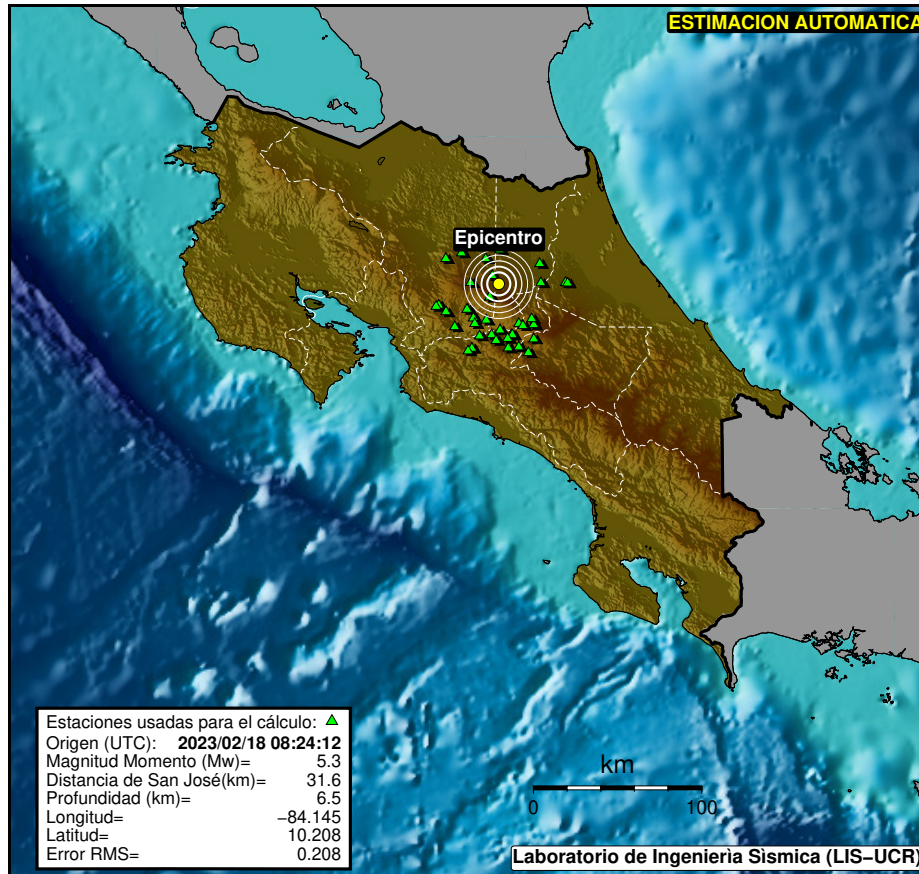 ESTIMACION AUTOMATICA
Epicentro
Estaciones usadas para el cálculo:
Origen (UTC): 2023/02/18 08:24:12
Magnitud Momento (Mw)= 5.3
Distancia de San José(km)= 31.6
Profundidad (km)= 6.5
Longitud= −84.145
Latitud= 10.208
Error RMS= 0.208
km
0 100
Laboratorio de Ingenierìa Sìsmica (LIS−UCR)